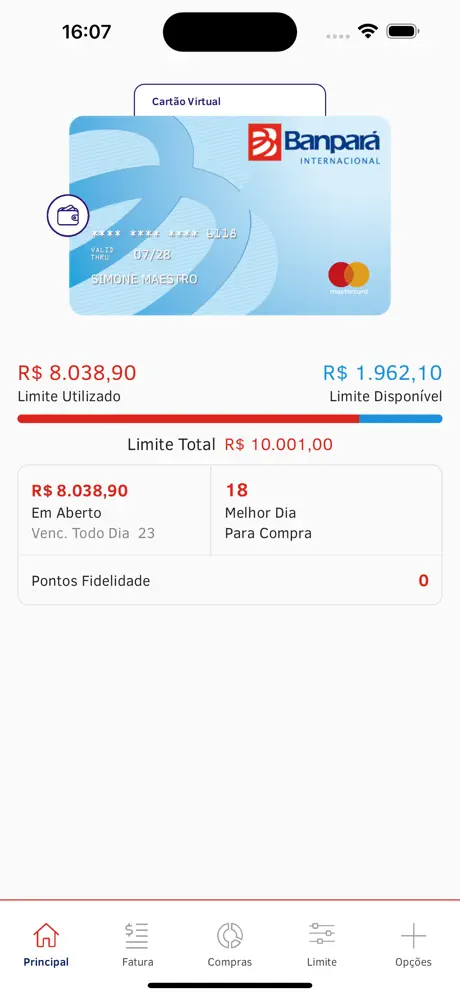 16:07
Cartão Virtual
Banpará
INTERNACIONAL
**** **** **** 6118
VALID
THRU 07/28
SIMONE MAESTRO
mastercard
R$ 8.038,90 R$ 1.962,10
Limite Utilizado Limite Disponível
Limite Total R$ 10.001,00
R$ 8.038,90
Em Aberto
Venc. Todo Dia 23
18
Melhor Dia
Para Compra
Pontos Fidelidade 0
Principal Fatura Compras Limite Opções